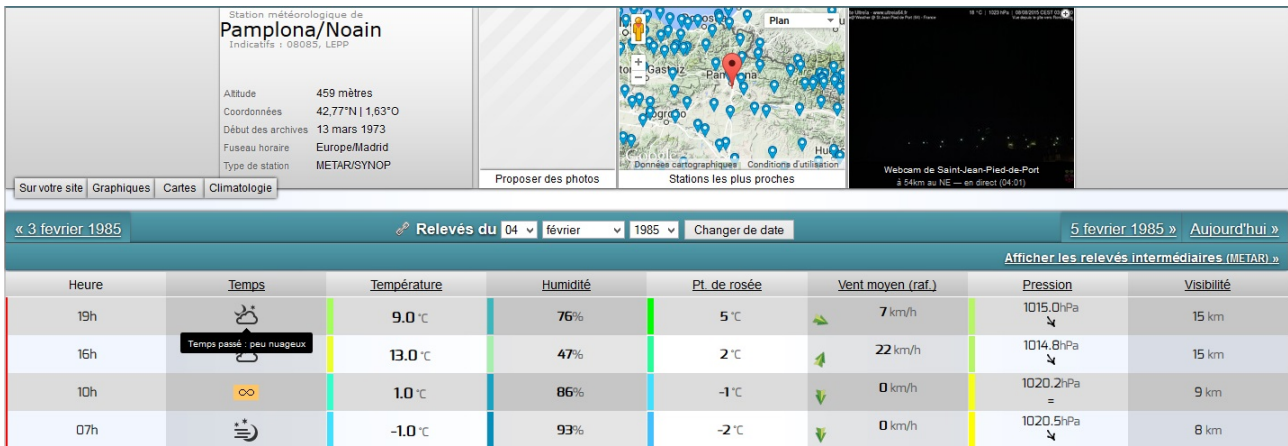 Station météorologique de
Pamplona/Noain
Indicatifs : 08085, LEPP
Altitude 459 mètres
Coordonnées 42,77°N | 1,63°O
Début des archives 13 mars 1973
Fuseau horaire Europe/Madrid
Type de station METAR/SYNOP
Sur votre site Graphiques Cartes Climatologie
Proposer des photos
Plan
Données cartographiques Conditions d'utilisation
Stations les plus proches
Webcam de Saint-Jean-Pied-de-Port
à 54km au NE — en direct (04:01)
« 3 fevrier 1985 Relevés du 04 février 1985 Changer de date 5 fevrier 1985 » Aujourd'hui »
Afficher les relevés intermédiaires (METAR) »
Heure Temps Température Humidité Pt. de rosée Vent moyen (raf.) Pression Visibilité
19h 9.0 °C 76% 5 °C 7 km/h 1015.0hPa 15 km
Temps passé : peu nuageux
16h 13.0 °C 47% 2 °C 22 km/h 1014.8hPa 15 km
10h 1.0 °C 86% -1 °C 0 km/h 1020.2hPa = 9 km
07h -1.0 °C 93% -2 °C 0 km/h 1020.5hPa 8 km